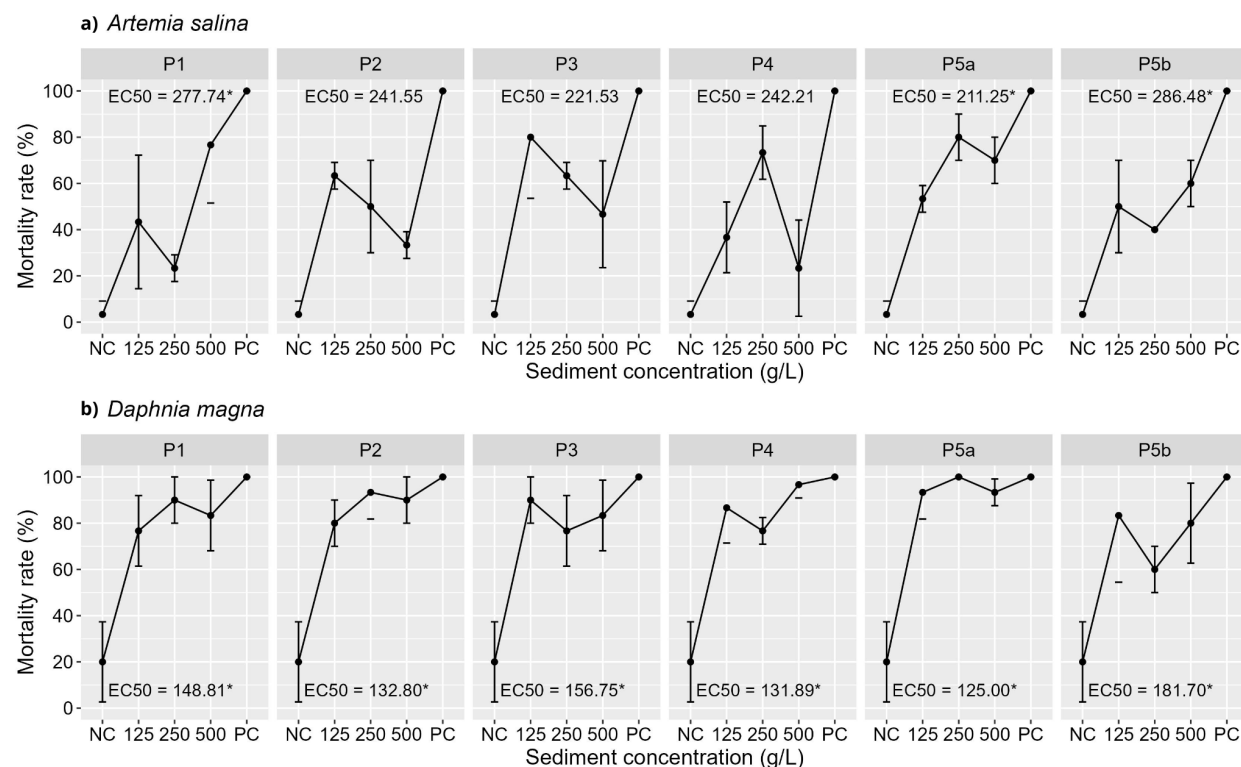 a) Artemia salina
P1 P2 P3 P4 P5a P5b
EC50 = 277.74* EC50 = 241.55 EC50 = 221.53 EC50 = 242.21 EC50 = 211.25* EC50 = 286.48*
Mortality rate (%)
100
80
60
40
20
0
NC 125 250 500 PC NC 125 250 500 PC NC 125 250 500 PC NC 125 250 500 PC NC 125 250 500 PC NC 125 250 500 PC
Sediment concentration (g/L)
b) Daphnia magna
P1 P2 P3 P4 P5a P5b
Mortality rate (%)
100
80
60
40
20
0
EC50 = 148.81* EC50 = 132.80* EC50 = 156.75* EC50 = 131.89* EC50 = 125.00* EC50 = 181.70*
NC 125 250 500 PC NC 125 250 500 PC NC 125 250 500 PC NC 125 250 500 PC NC 125 250 500 PC NC 125 250 500 PC
Sediment concentration (g/L)